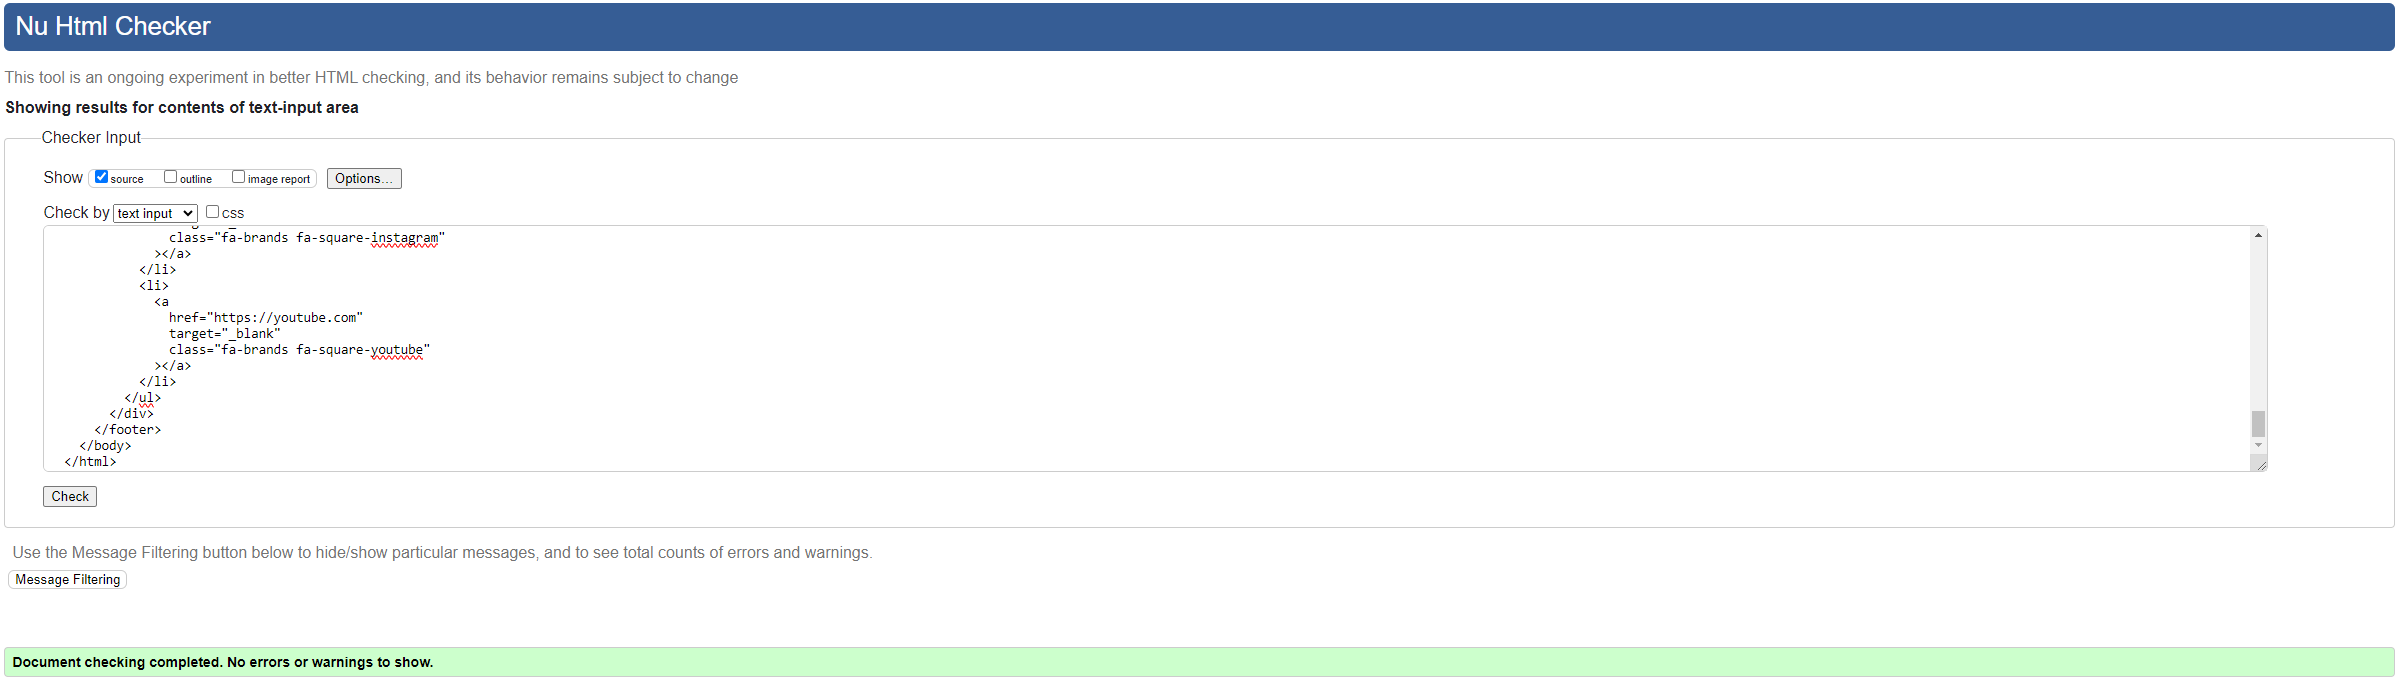 Nu Html Checker
This tool is an ongoing experiment in better HTML checking, and its behavior remains subject to change
Showing results for contents of text-input area
Checker Input
Show source outline image report Options...
Check by text input css
class="fa-brands fa-square-instagram"
></a>
</li>
<li>
<a
href="https://youtube.com"
target="_blank"
class="fa-brands fa-square-youtube"
></a>
</li>
</ul>
</div>
</footer>
</body>
</html>
Check
Use the Message Filtering button below to hide/show particular messages, and to see total counts of errors and warnings.
Message Filtering
Document checking completed. No errors or warnings to show.